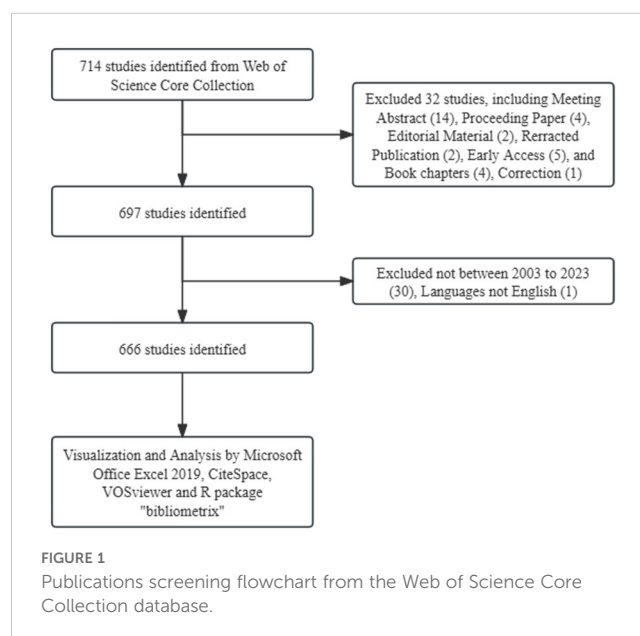 714 studies identified from Web of
Science Core Collection
Excluded 32 studies, including Meeting
Abstract (14), Proceeding Paper (4),
Editorial Material (2), Rerracted
Publication (2), Early Access (5), and
Book chapters (4), Correction (1)
697 studies identified
Excluded not between 2003 to 2023
(30), Languages not English (1)
666 studies identified
Visualization and Analysis by Microsoft
Office Excel 2019, CiteSpace,
VOSviewer and R package
"bibliometrix"
FIGURE 1
Publications screening flowchart from the Web of Science Core
Collection database.